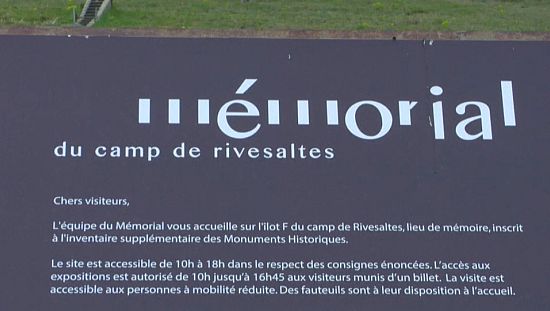 mémorial
du camp de rivesaltes
Chers visiteurs,
L'équipe du Mémorial vous accueille sur l'îlot F du camp de Rivesaltes, lieu de mémoire, inscrit
à l'inventaire supplémentaire des Monuments Historiques.
Le site est accessible de 10h à 18h dans le respect des consignes énoncées. L'accès aux
expositions est autorisé de 10h jusqu'à 16h45 aux visiteurs munis d'un billet. La visite est
accessible aux personnes à mobilité réduite. Des fauteuils sont à leur disposition à l'accueil.